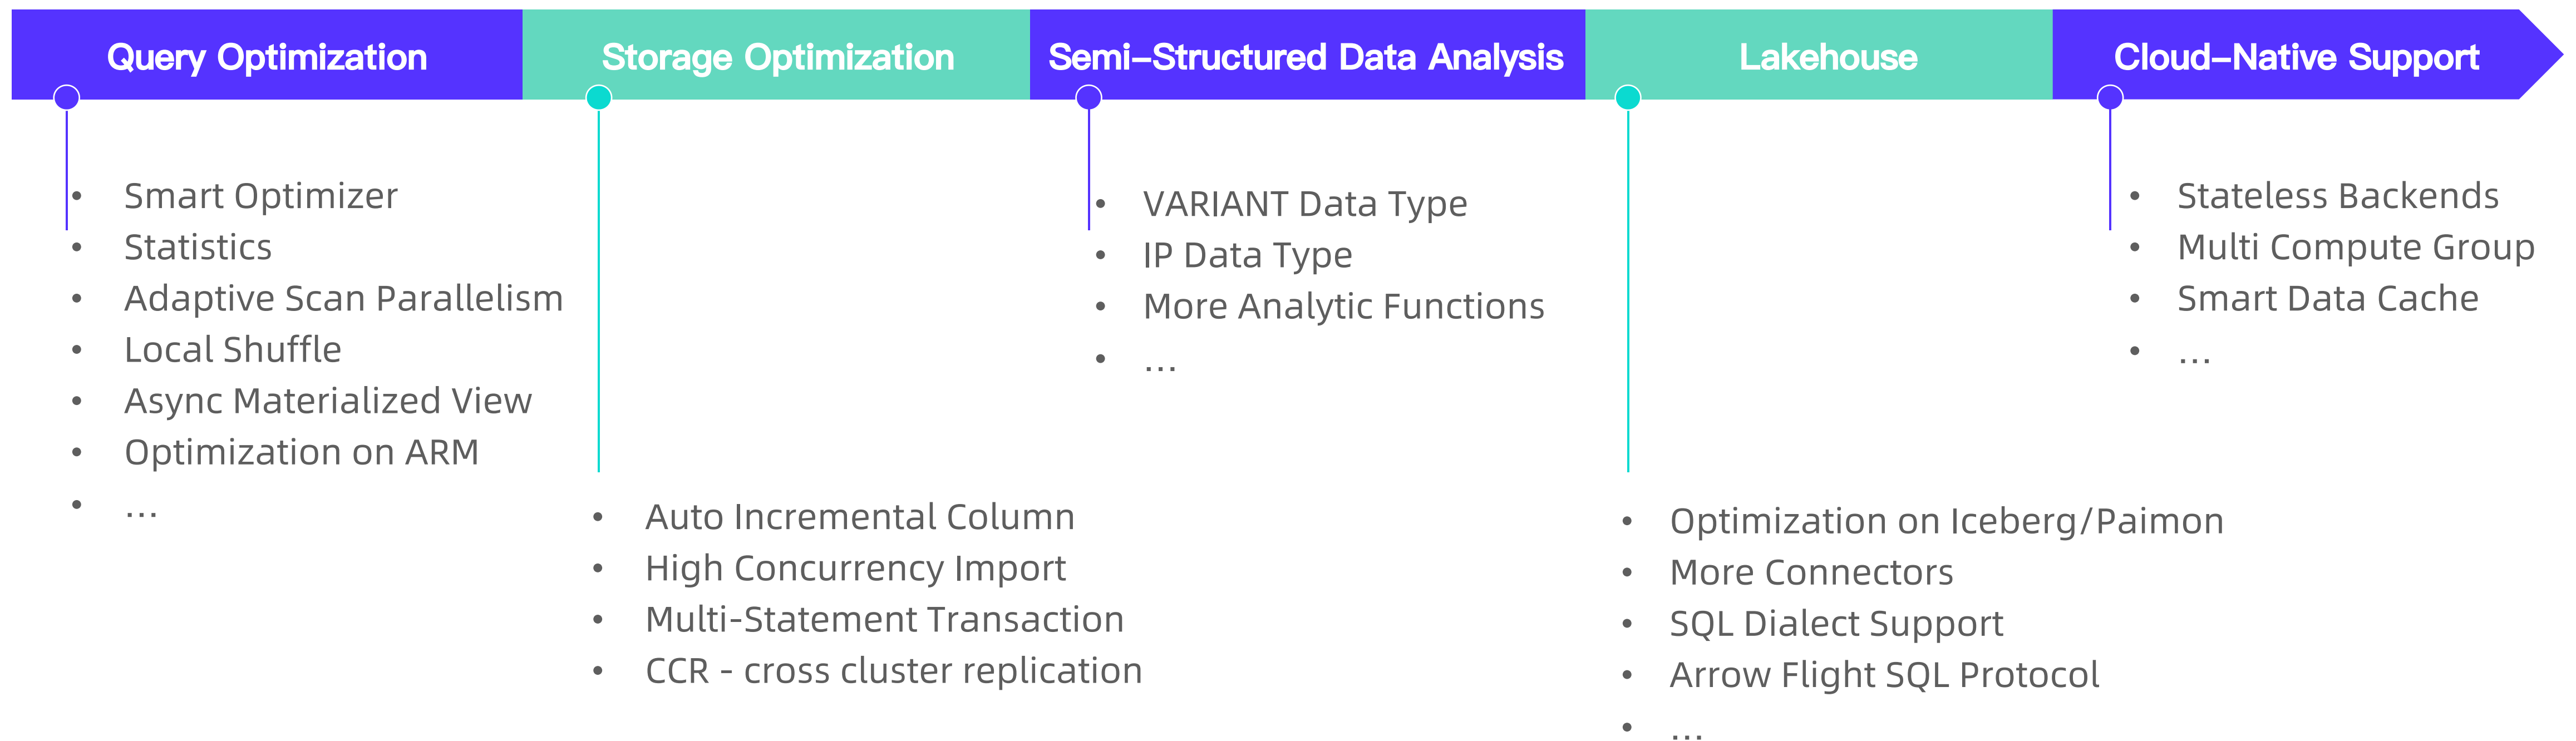 Query Optimization
Storage Optimization
Semi-Structured Data Analysis
Lakehouse
Cloud-Native Support
• Smart Optimizer
• Statistics
• Adaptive Scan Parallelism
• Local Shuffle
• Async Materialized View
• Optimization on ARM
• ...
• Auto Incremental Column
• High Concurrency Import
• Multi-Statement Transaction
• CCR - cross cluster replication
• VARIANT Data Type
• IP Data Type
• More Analytic Functions
• ...
• Optimization on Iceberg/Paimon
• More Connectors
• SQL Dialect Support
• Arrow Flight SQL Protocol
• ...
• Stateless Backends
• Multi Compute Group
• Smart Data Cache
• ...